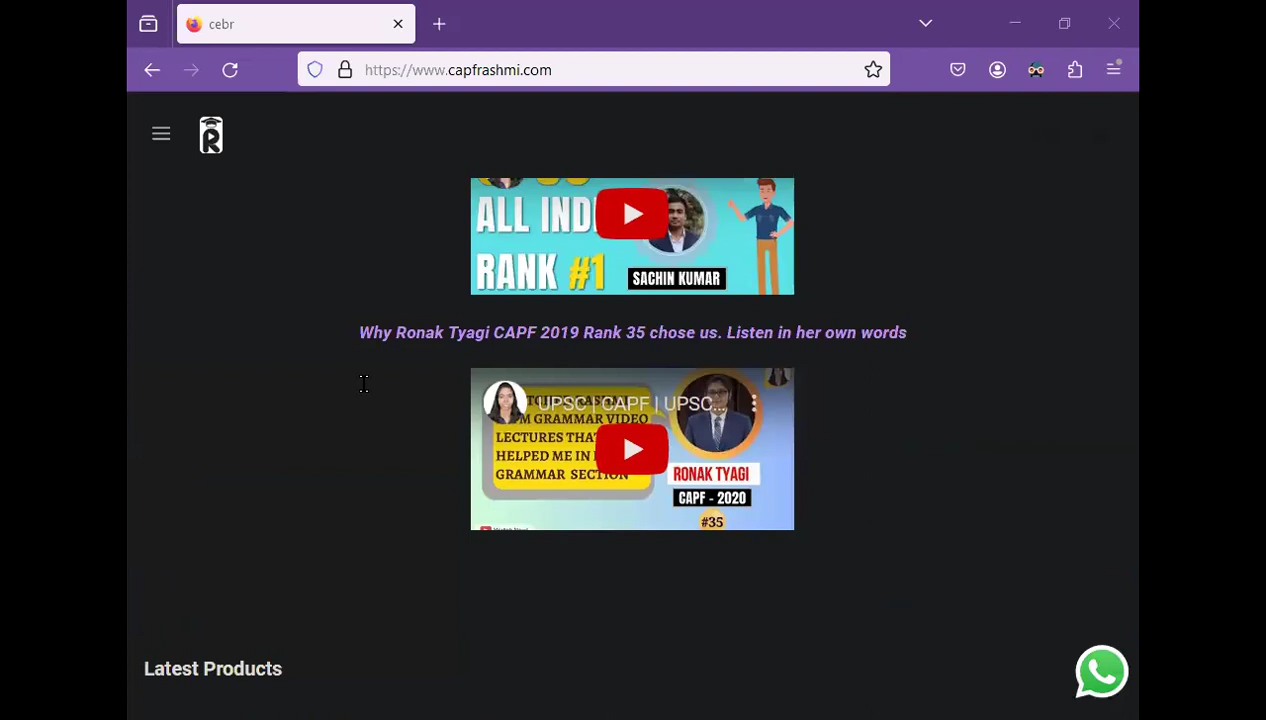 cebr
https://www.capfrashmi.com
R
ALL INDI
RANK #1
SACHIN KUMAR
Why Ronak Tyagi CAPF 2019 Rank 35 chose us. Listen in her own words
UPSC | CAPF | UPSC...
GRAMMAR VIDEO
LECTURES THA
HELPED ME IN
GRAMMAR SECTION
RONAK TYAGI
CAPF - 2020
#35
Latest Products